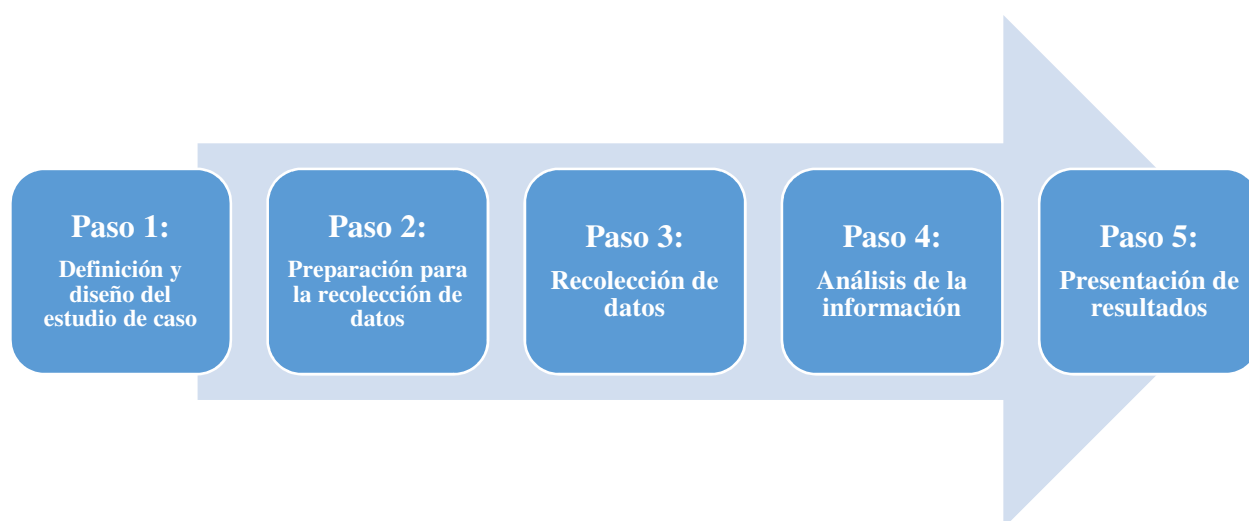 Paso 1:
Definición y
diseño del
estudio de caso
Paso 2:
Preparación para
la recolección de
datos
Paso 3:
Recolección de
datos
Paso 4:
Análisis de la
información
Paso 5:
Presentación de
resultados